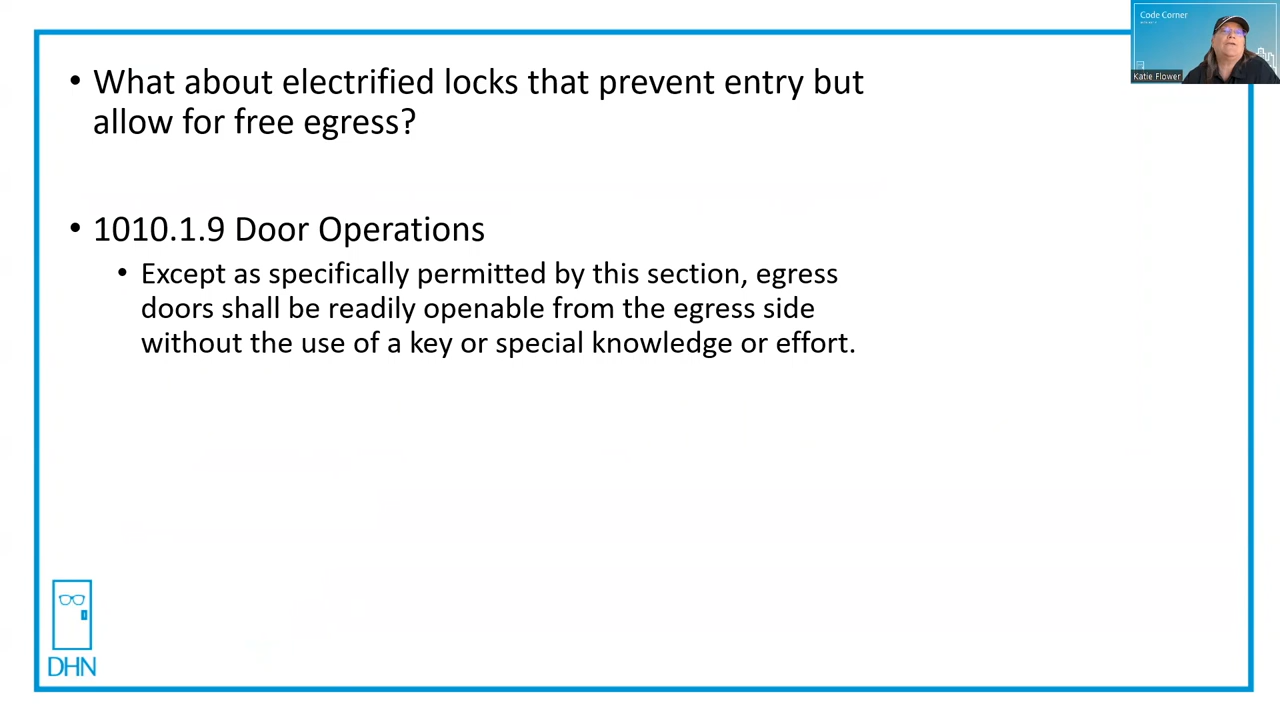 • What about electrified locks that prevent entry but
allow for free egress?
• 1010.1.9 Door Operations
• Except as specifically permitted by this section, egress
doors shall be readily openable from the egress side
without the use of a key or special knowledge or effort.
Code Corner
Katie Flower
DHN